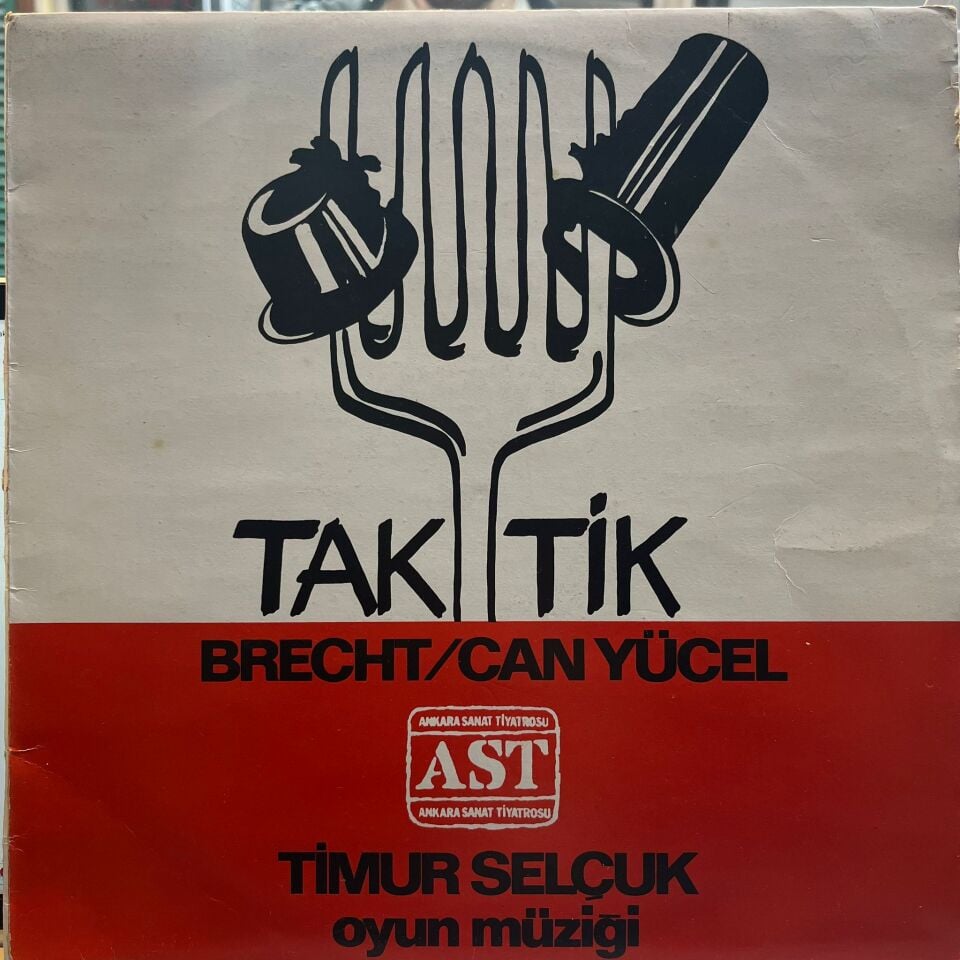 TAK TİK
BRECHT/CAN YÜCEL
ANKARA SANAT TİYATROSU
AST
ANKARA SANAT TİYATROSU
TİMUR SELÇUK
oyun müziği